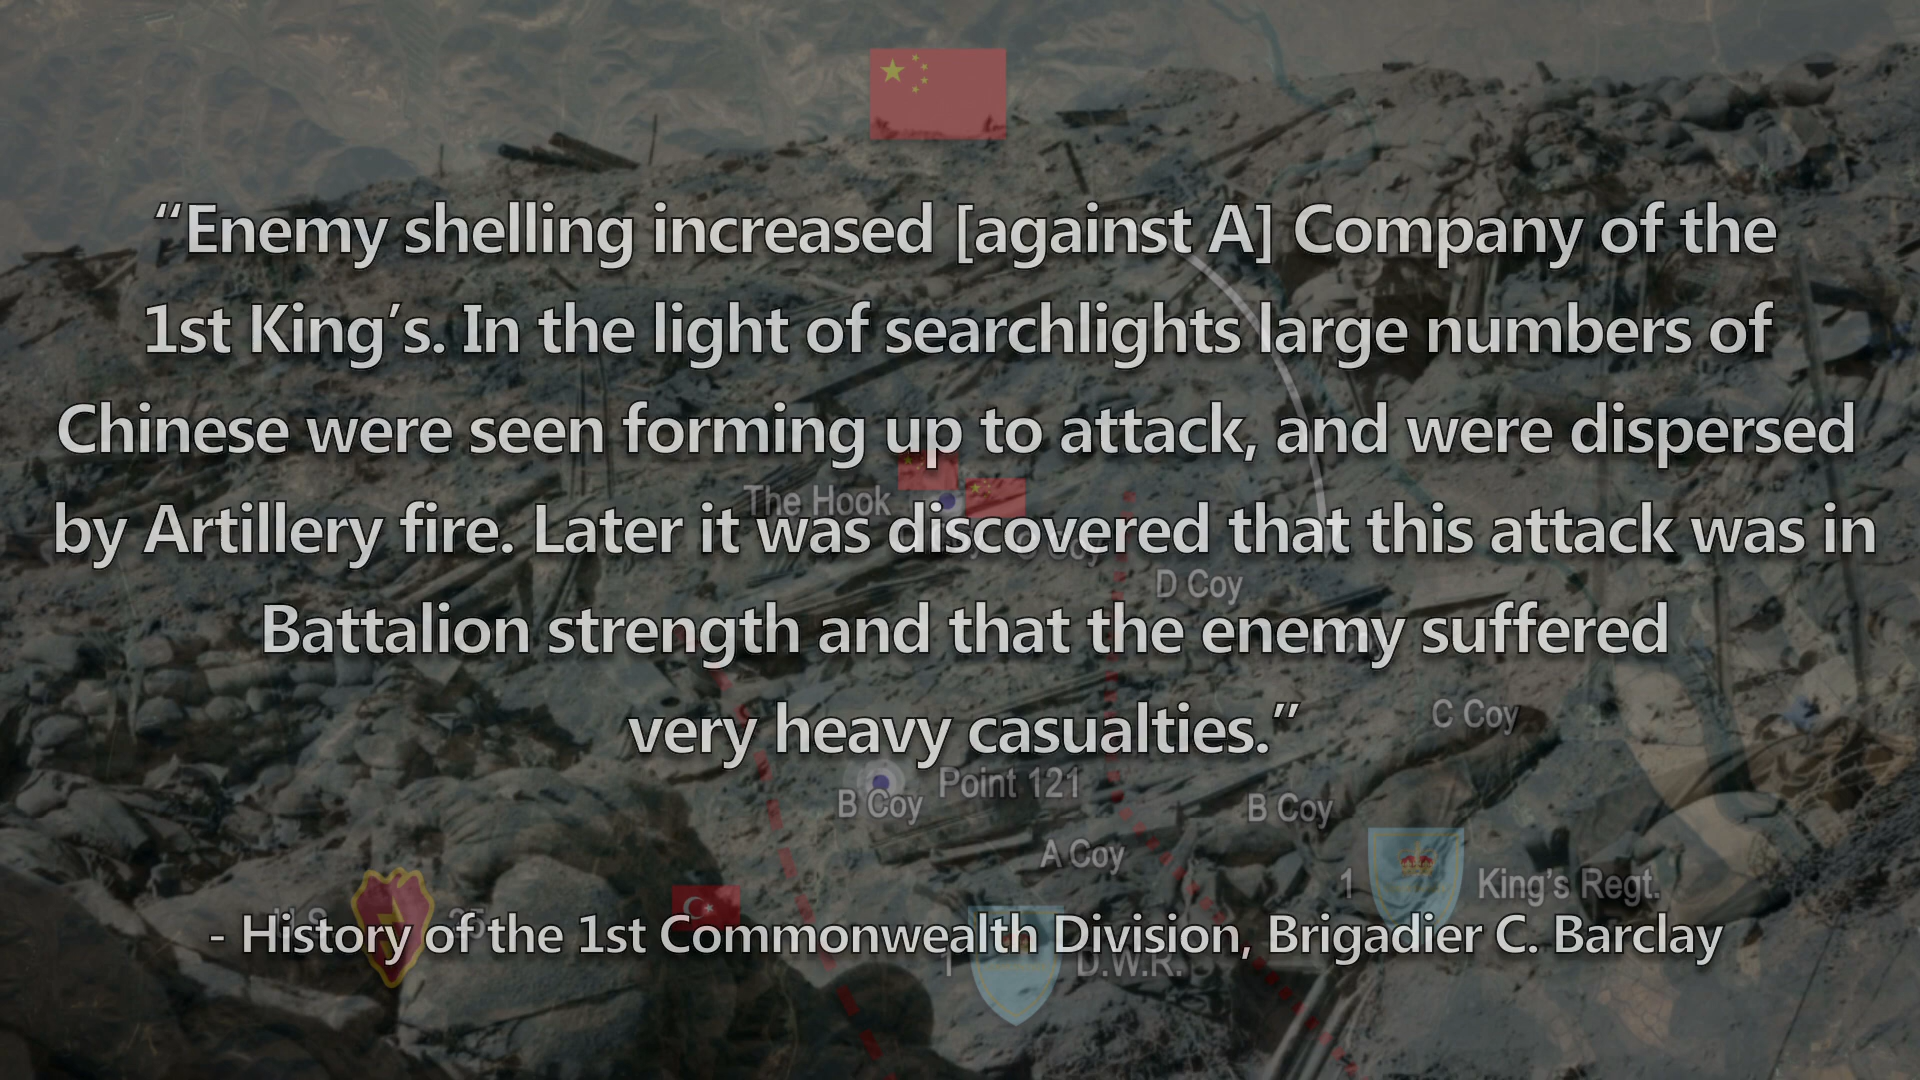 “Enemy shelling increased [against A] Company of the
1st King’s. In the light of searchlights large numbers of
Chinese were seen forming up to attack, and were dispersed
The Hook
by Artillery fire. Later it was discovered that this attack was in
D Coy
Battalion strength and that the enemy suffered
very heavy casualties.”
C Coy
Point 121
B Coy
B Coy
A Coy
1 King’s Regt.
- History of the 1st Commonwealth Division, Brigadier C. Barclay
1 D.W.R.